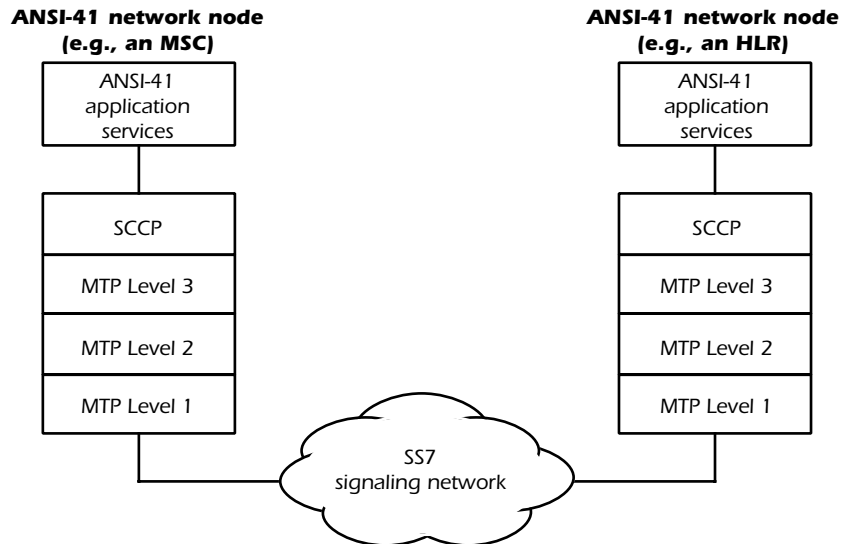 ANSI-41 network node
(e.g., an MSC)
ANSI-41
application
services
SCCP
MTP Level 3
MTP Level 2
MTP Level 1
ANSI-41 network node
(e.g., an HLR)
ANSI-41
application
services
SCCP
MTP Level 3
MTP Level 2
MTP Level 1
SS7
signaling network